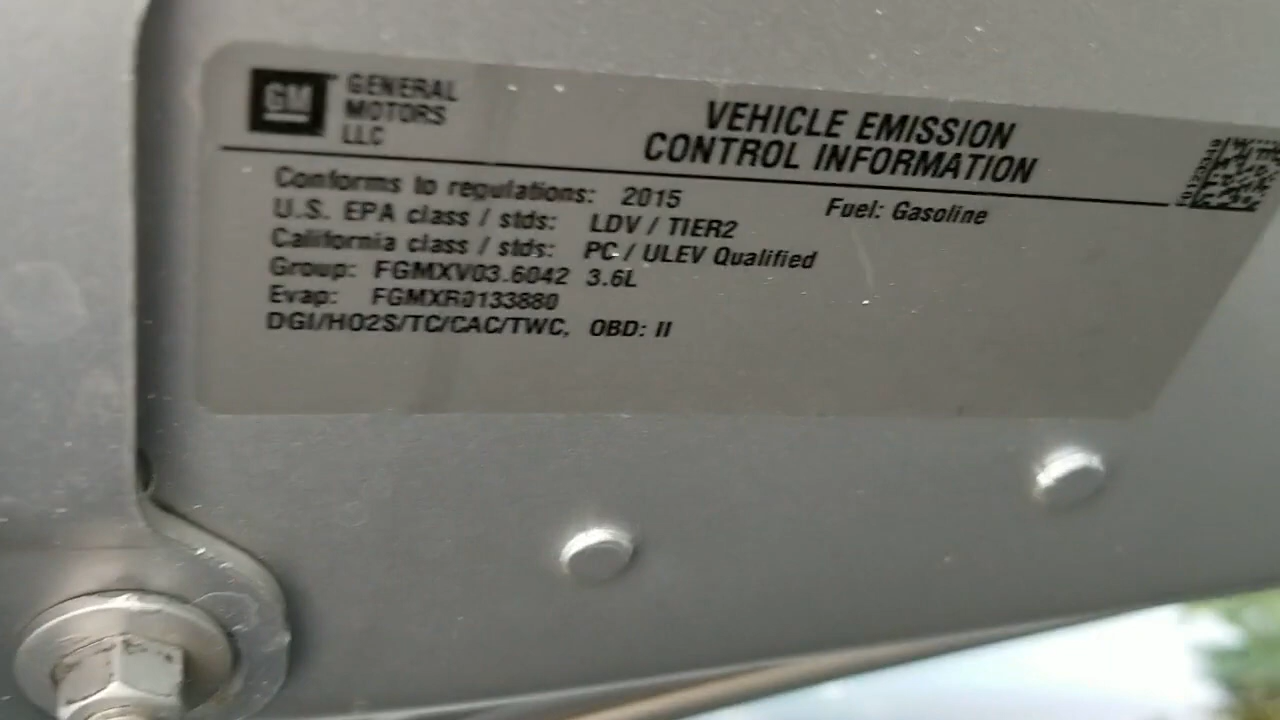 GM
GENERAL
MOTORS
LLC
VEHICLE EMISSION
CONTROL INFORMATION
Conforms to regulations: 2015
Fuel: Gasoline
U.S. EPA class / stds: LDV / TIER2
California class / stds: PC / ULEV Qualified
Group: FGMXV03.6042 3.6L
Evap: FGMXR0133880
DGI/HO2S/TC/CAC/TWC, OBD: II